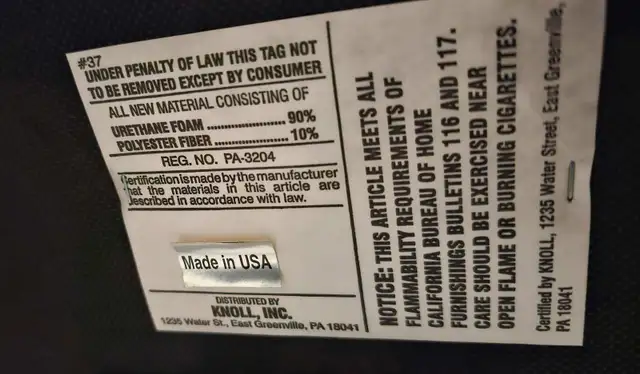 #37
UNDER PENALTY OF LAW THIS TAG NOT
TO BE REMOVED EXCEPT BY CONSUMER
ALL NEW MATERIAL CONSISTING OF
URETHANE FOAM .................... 90%
POLYESTER FIBER ................... 10%
REG. NO. PA-3204
Certification is made by the manufacturer
that the materials in this article are
described in accordance with law.
Made in USA
DISTRIBUTED BY
KNOLL, INC.
1235 Water St., East Greenville, PA 18041
NOTICE: THIS ARTICLE MEETS ALL
FLAMMABILITY REQUIREMENTS OF
CALIFORNIA BUREAU OF HOME
FURNISHINGS BULLETINS 116 AND 117.
CARE SHOULD BE EXERCISED NEAR
OPEN FLAME OR BURNING CIGARETTES.
Certified by KNOLL, 1235 Water Street, East Greenville,
PA 18041